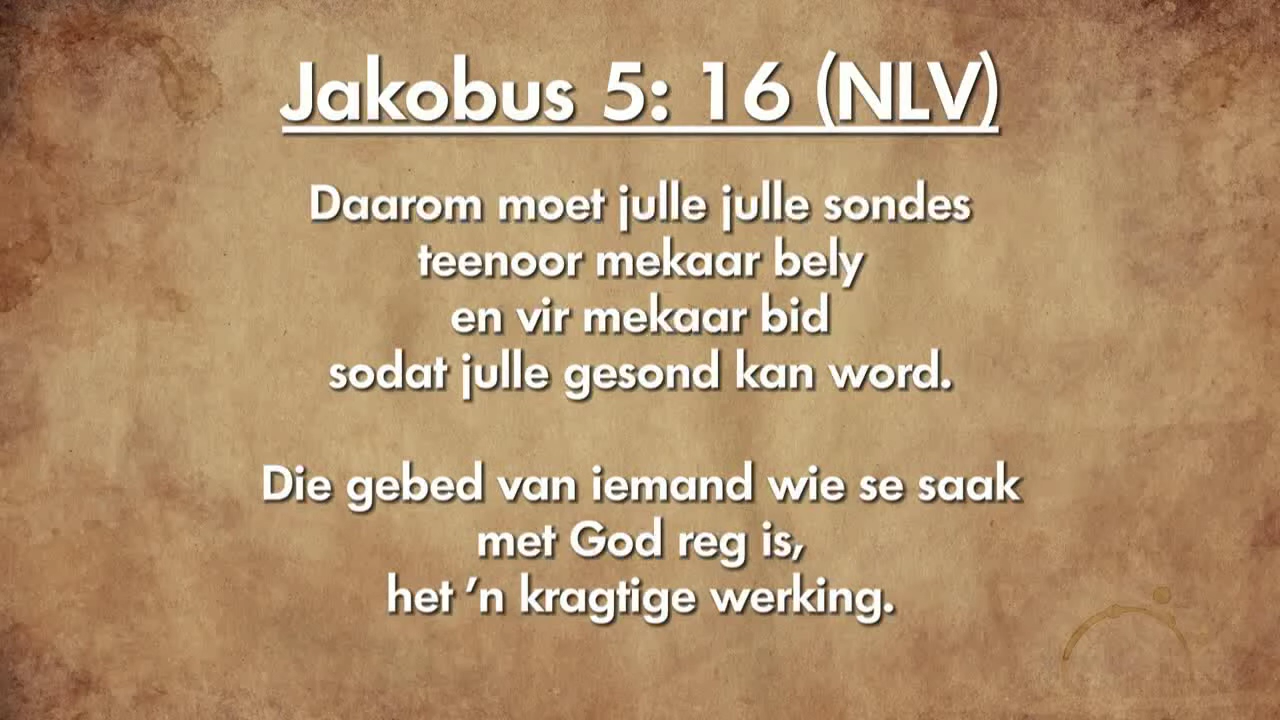 Jakobus 5: 16 (NLV)
Daarom moet julle julle sondes
teenoor mekaar bely
en vir mekaar bid
sodat julle gesond kan word.
Die gebed van iemand wie se saak
met God reg is,
het ’n kragtige werking.